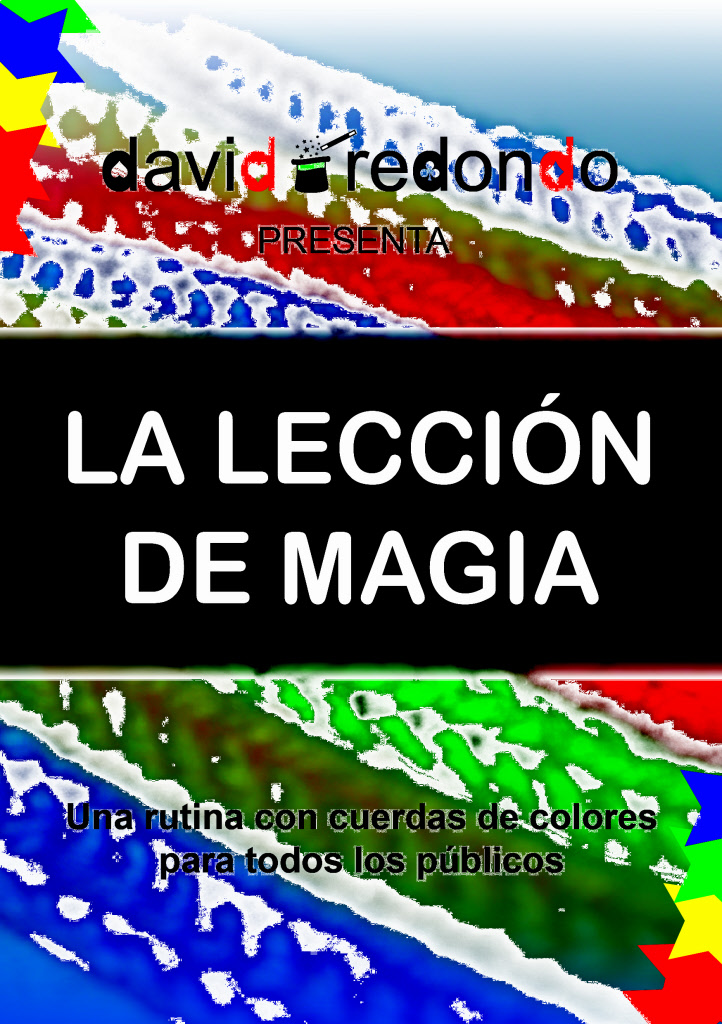 david redondo
PRESENTA
LA LECCIÓN
DE MAGIA
Una rutina con cuerdas de colores
para todos los públicos